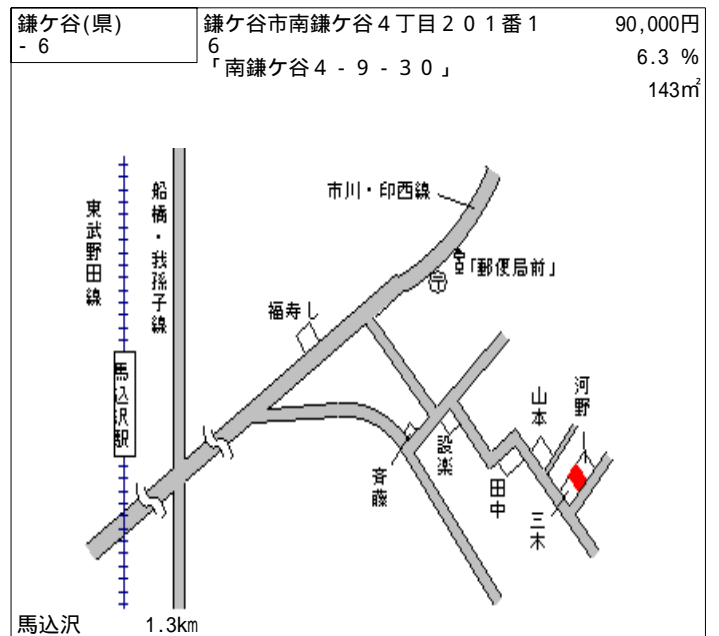 鎌ケ谷(県)
- 6
鎌ケ谷市南鎌ケ谷4丁目201番1
6
「南鎌ケ谷4-9-30」
90,000円
6.3 %
143㎡
東武野田線
船橋・我孫子線
市川・印西線
「郵便局前」
福寿し
馬込沢駅
斉藤
設楽
田中
山本
河野
三木
馬込沢 1.3km